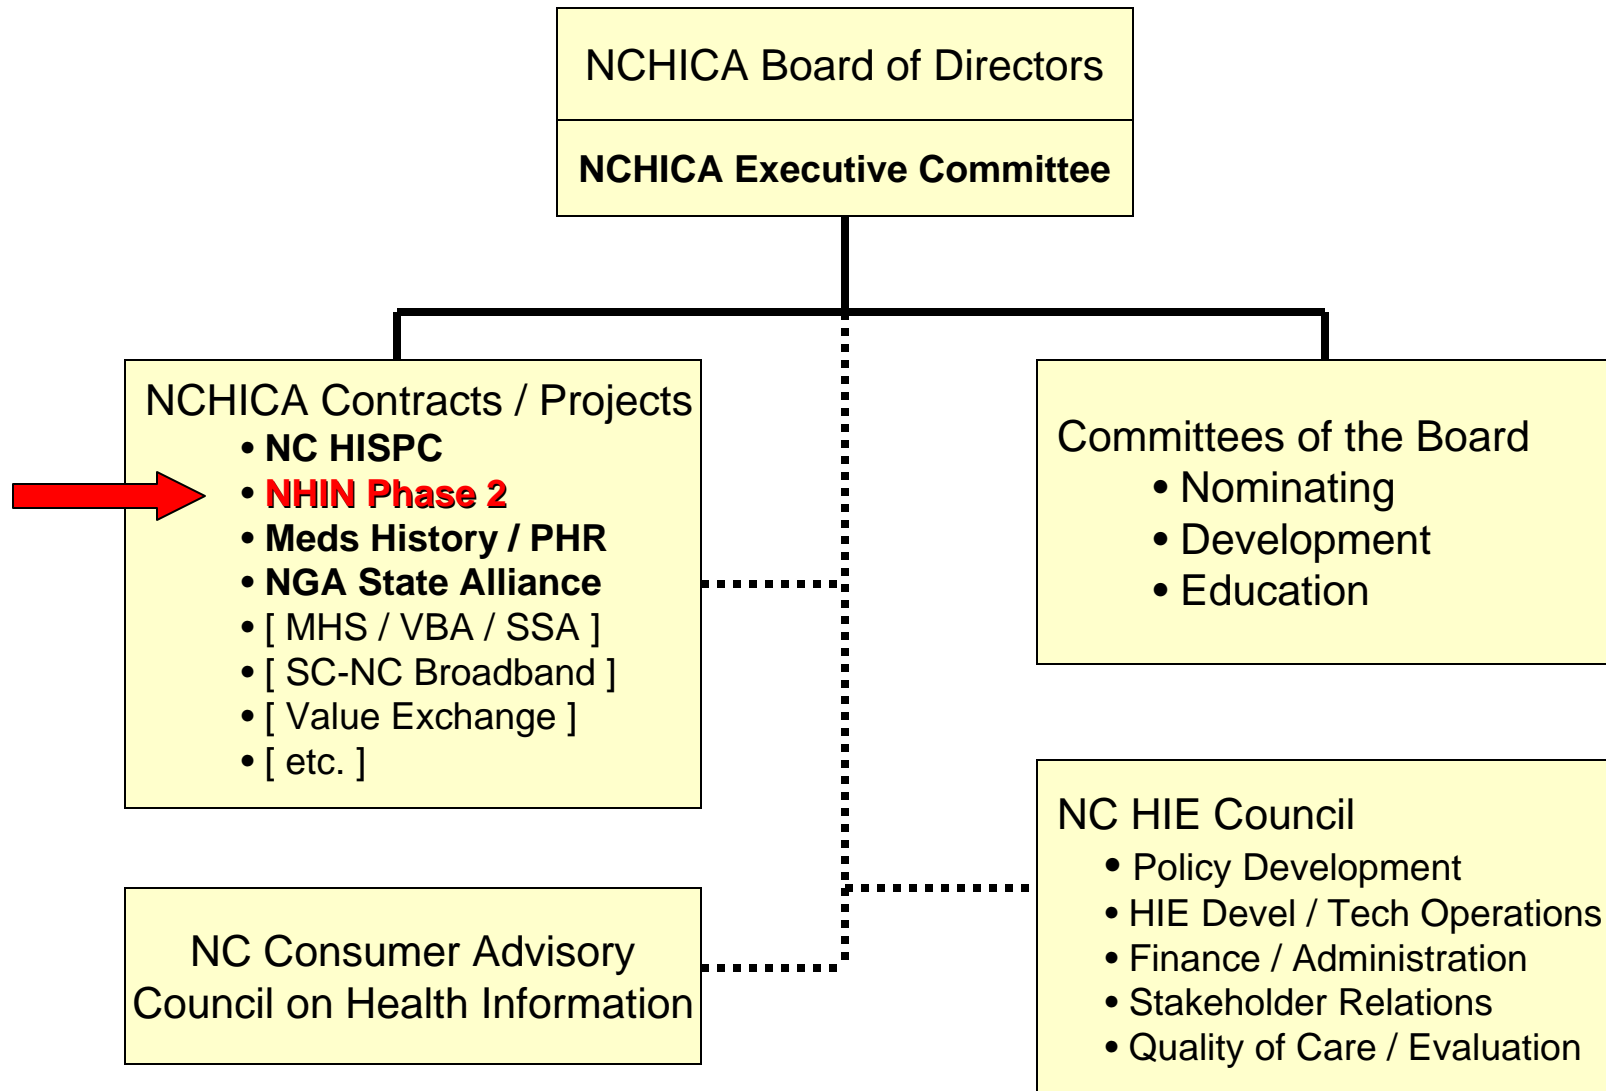 NCHICA Board of Directors
NCHICA Executive Committee
NCHICA Contracts / Projects
• NC HISPC
• NHIN Phase 2
• Meds History / PHR
• NGA State Alliance
• [ MHS / VBA / SSA ]
• [ SC-NC Broadband ]
• [ Value Exchange ]
• [ etc. ]
Committees of the Board
• Nominating
• Development
• Education
NC Consumer Advisory
Council on Health Information
NC HIE Council
• Policy Development
• HIE Devel / Tech Operations
• Finance / Administration
• Stakeholder Relations
• Quality of Care / Evaluation